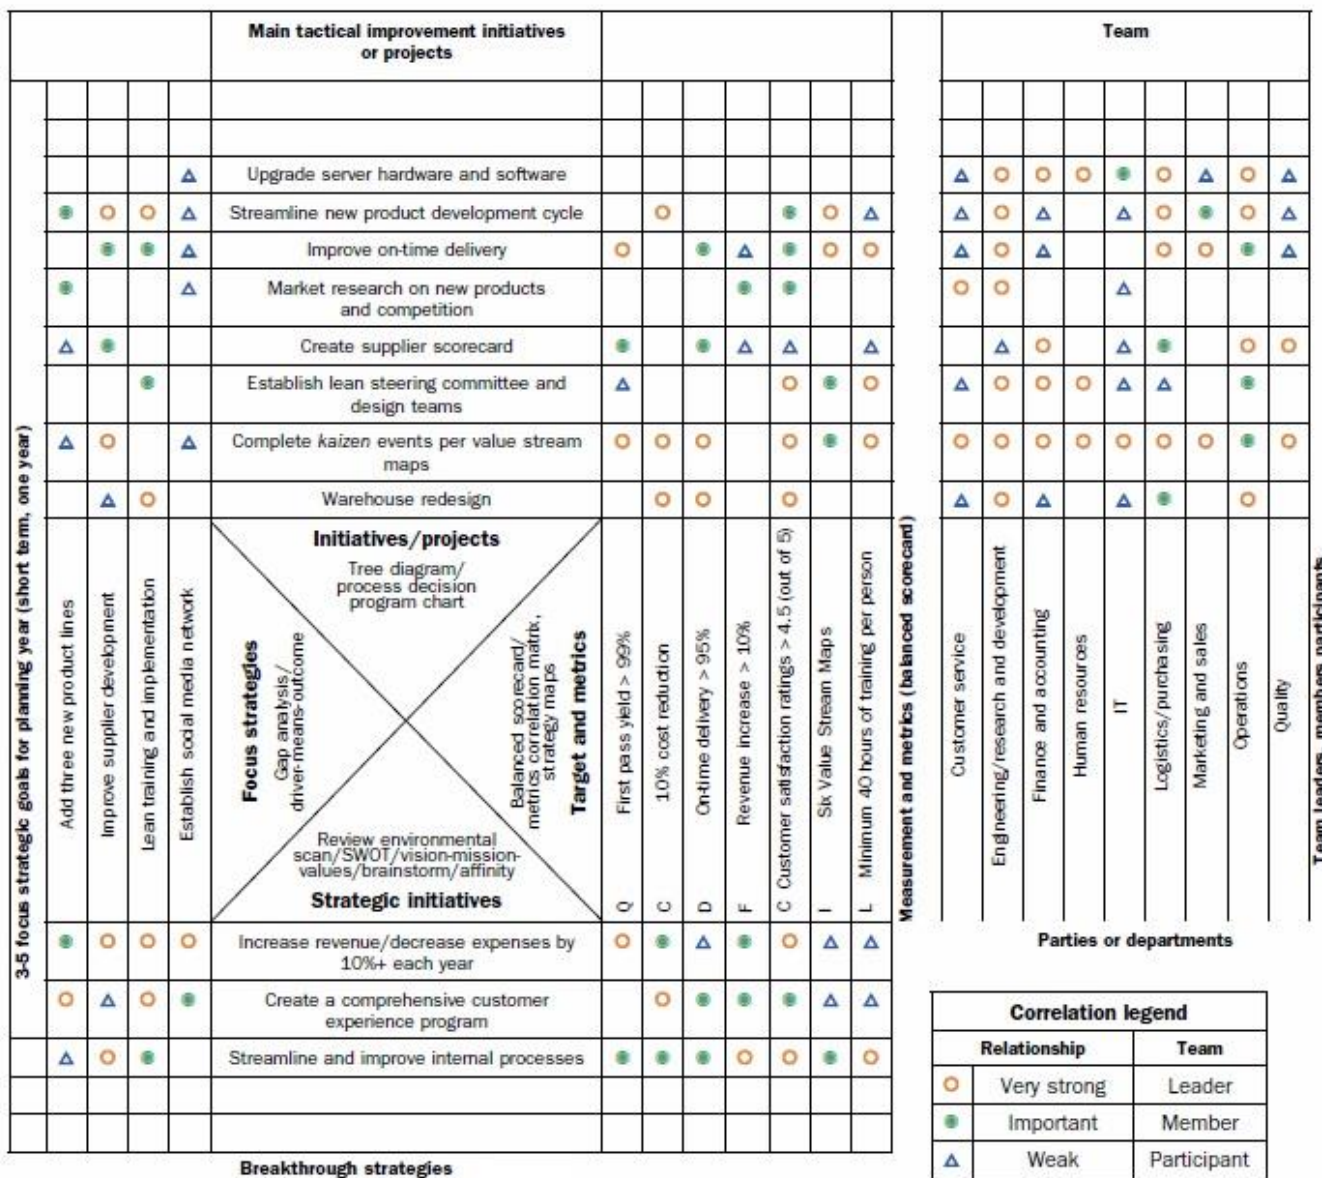 Main tactical improvement initiatives
or projects
Team
Upgrade server hardware and software
Streamline new product development cycle
Improve on-time delivery
Market research on new products
and competition
Create supplier scorecard
Establish lean steering committee and
design teams
Complete kaizen events per value stream
maps
Warehouse redesign
3-5 focus strategic goals for planning year (short term, one year)
Add three new product lines
Improve supplier development
Lean training and implementation
Establish social media network
Initiatives/projects
Tree diagram/
process decision
program chart
Focus strategies
Gap analysis/
driver-means-outcome
Balanced scorecard/
metrics correlation matrix,
strategy maps
Target and metrics
Review environmental
scan/SWOT/vision-mission-
values/brainstorm/affinity
Strategic initiatives
Q First pass yield > 99%
C 10% cost reduction
D On-time delivery > 95%
F Revenue increase > 10%
C Customer satisfaction ratings > 4.5 (out of 5)
I Six Value Stream Maps
L Minimum 40 hours of training per person
Measurement and metrics (balanced scorecard)
Customer service
Engineering/research and development
Finance and accounting
Human resources
IT
Logistics/purchasing
Marketing and sales
Operations
Quality
Team leaders, members participants
Increase revenue/decrease expenses by
10%+ each year
Create a comprehensive customer
experience program
Streamline and improve internal processes
Breakthrough strategies
Parties or departments
Correlation legend
Relationship Team
Very strong Leader
Important Member
Weak Participant